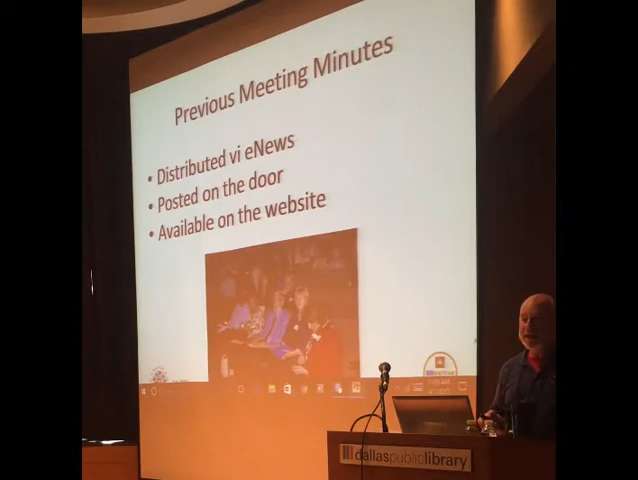 Previous Meeting Minutes
• Distributed vi eNews
• Posted on the door
• Available on the website
dallaspubliclibrary